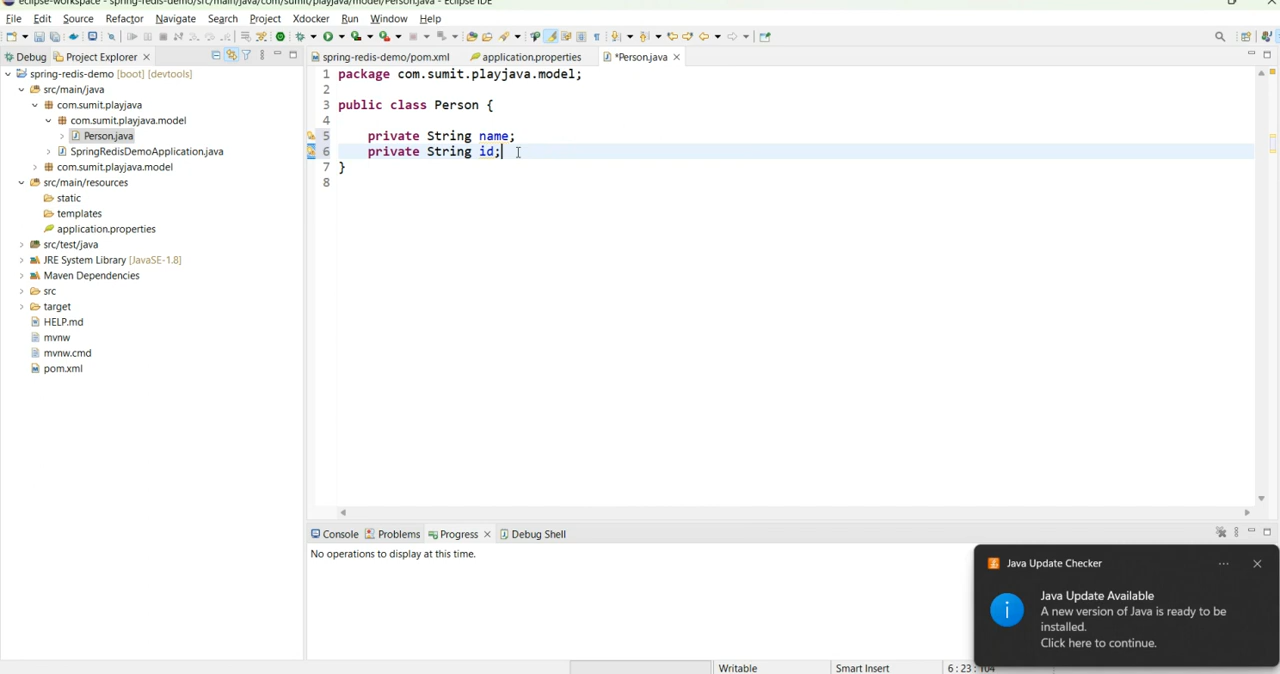 eclipse-workspace - spring-redis-demo/src/main/java/com/sumit/playjava/model/Person.java - Eclipse IDE
File Edit Source Refactor Navigate Search Project Xdocker Run Window Help
Debug Project Explorer
spring-redis-demo [boot] [devtools]
src/main/java
com.sumit.playjava
com.sumit.playjava.model
Person.java
SpringRedisDemoApplication.java
com.sumit.playjava.model
src/main/resources
static
templates
application.properties
src/test/java
JRE System Library [JavaSE-1.8]
Maven Dependencies
src
target
HELP.md
mvnw
mvnw.cmd
pom.xml
spring-redis-demo/pom.xml application.properties *Person.java
1 package com.sumit.playjava.model;
2
3 public class Person {
4
5 private String name;
6 private String id;
7 }
8
Console Problems Progress Debug Shell
No operations to display at this time.
Java Update Checker
Java Update Available
A new version of Java is ready to be
installed.
Click here to continue.
Writable Smart Insert 6 : 23 : 104